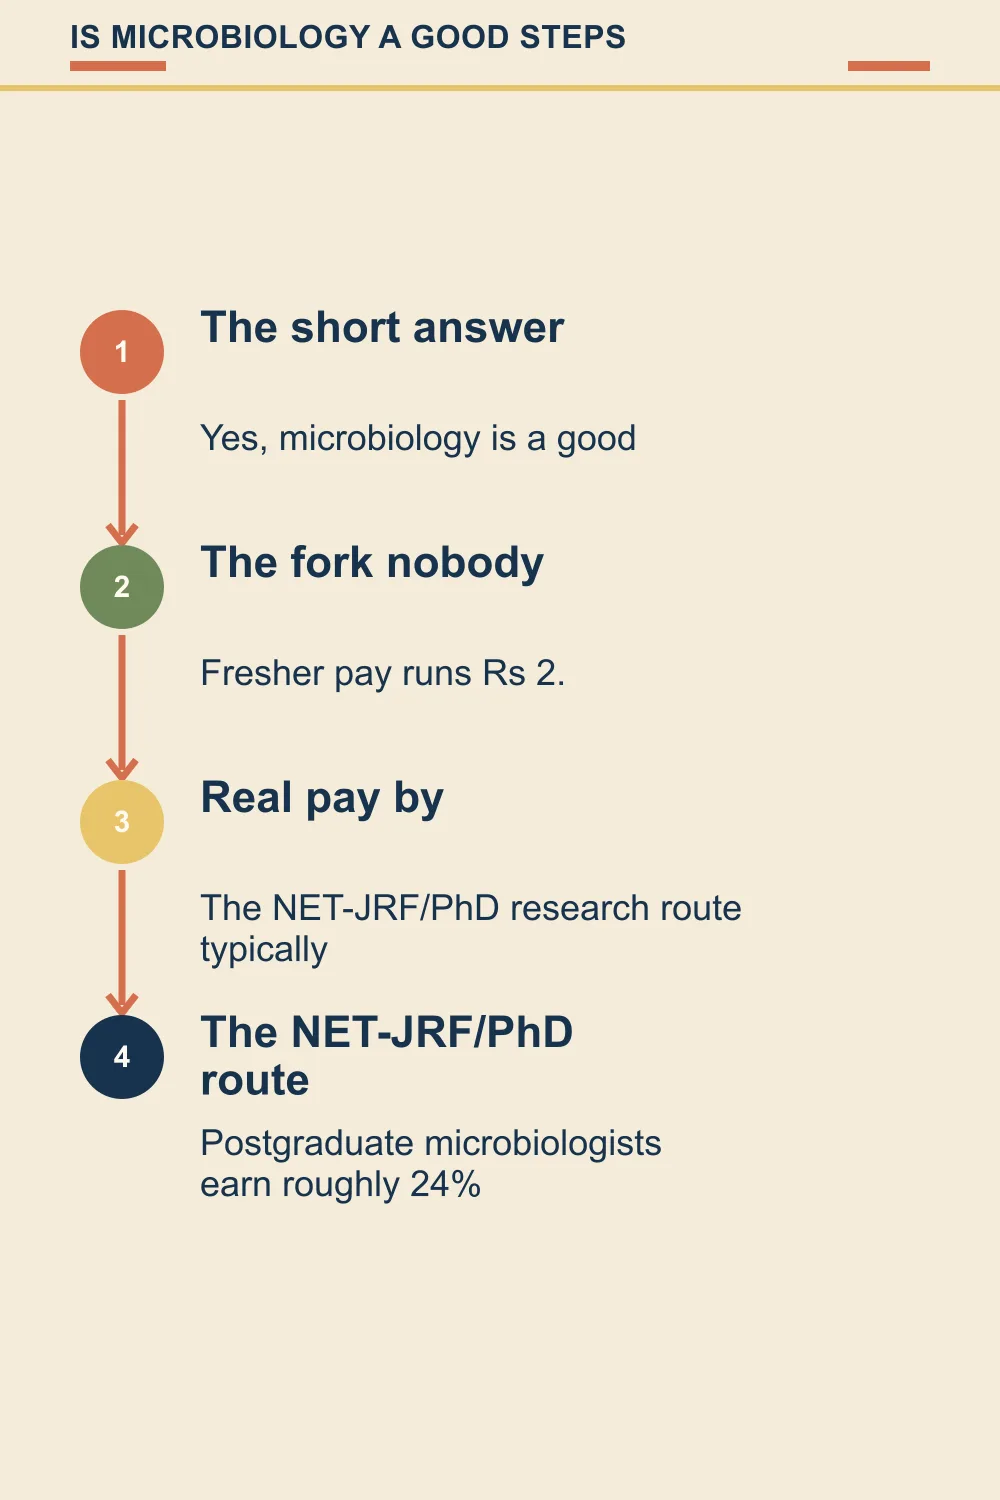 IS MICROBIOLOGY A GOOD STEPS
1
The short answer
Yes, microbiology is a good
2
The fork nobody
Fresher pay runs Rs 2.
3
Real pay by
The NET-JRF/PhD research route
typically
4
The NET-JRF/PhD
route
Postgraduate microbiologists
earn roughly 24%